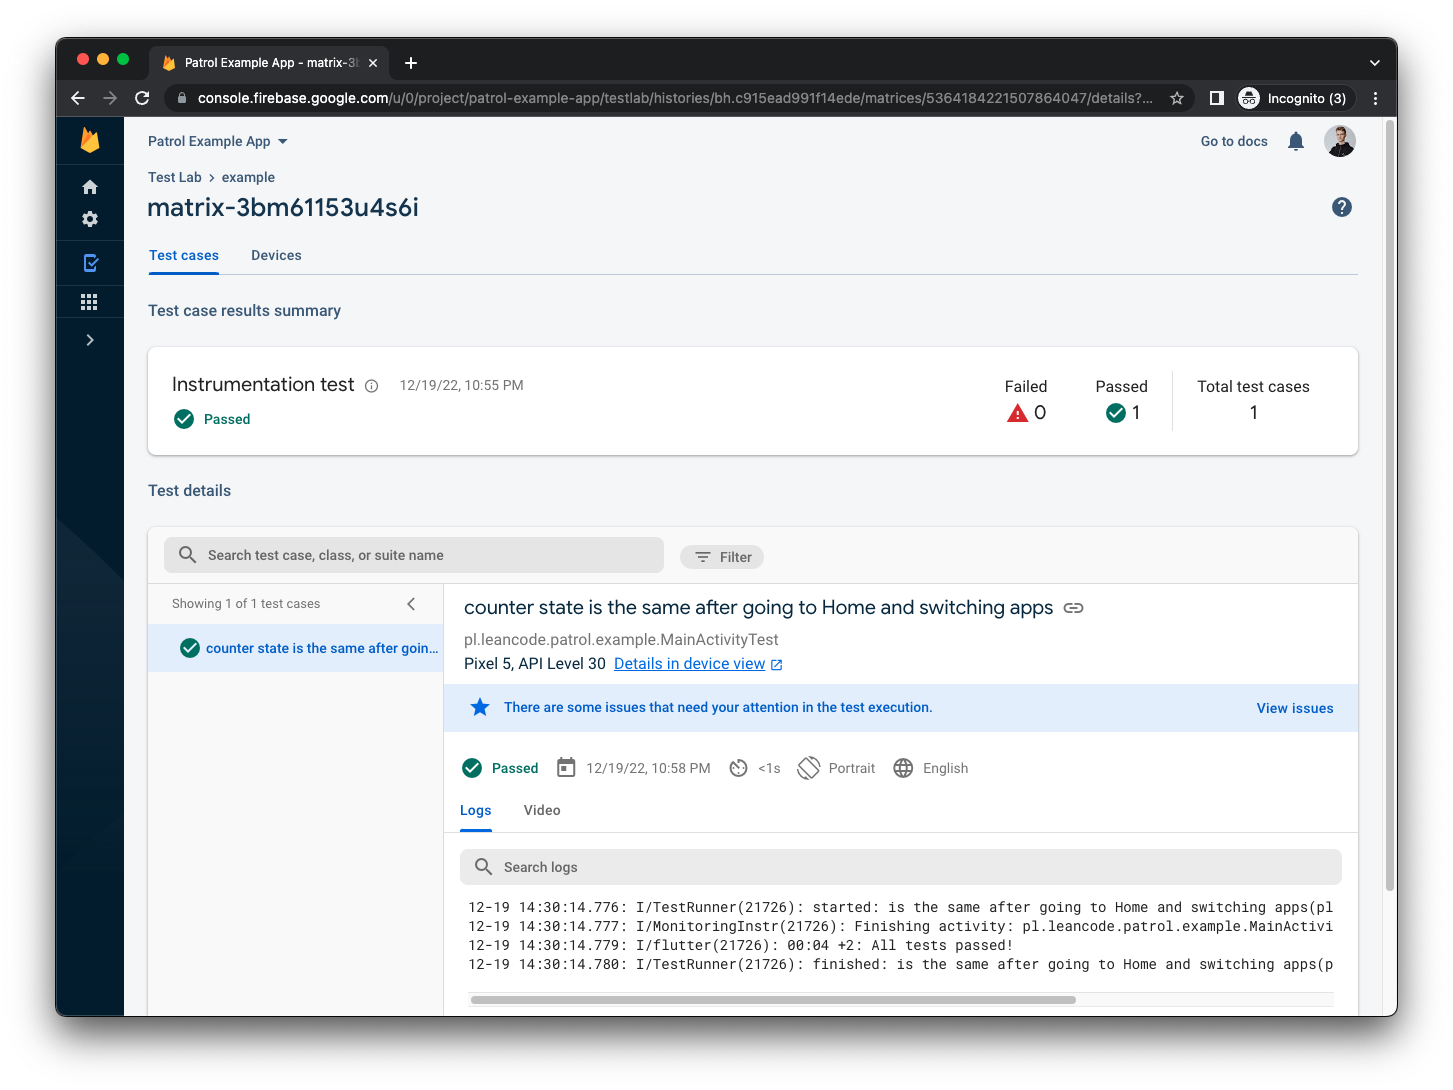 Patrol Example App - matrix-3b
console.firebase.google.com/u/0/project/patrol-example-app/testlab/histories/bh.c915ead991f14ede/matrices/5364184221507864047/details?...
Incognito (3)
Patrol Example App
Go to docs
Test Lab > example
matrix-3bm61153u4s6i
Test cases
Devices
Test case results summary
Instrumentation test
12/19/22, 10:55 PM
Passed
Failed
0
Passed
1
Total test cases
1
Test details
Search test case, class, or suite name
Filter
Showing 1 of 1 test cases
counter state is the same after goin...
counter state is the same after going to Home and switching apps
pl.leancode.patrol.example.MainActivityTest
Pixel 5, API Level 30 Details in device view
There are some issues that need your attention in the test execution.
View issues
Passed
12/19/22, 10:58 PM
<1s
Portrait
English
Logs
Video
Search logs
12-19 14:30:14.776: I/TestRunner(21726): started: is the same after going to Home and switching apps(pl
12-19 14:30:14.777: I/MonitoringInstr(21726): Finishing activity: pl.leancode.patrol.example.MainActivi
12-19 14:30:14.779: I/flutter(21726): 00:04 +2: All tests passed!
12-19 14:30:14.780: I/TestRunner(21726): finished: is the same after going to Home and switching apps(p